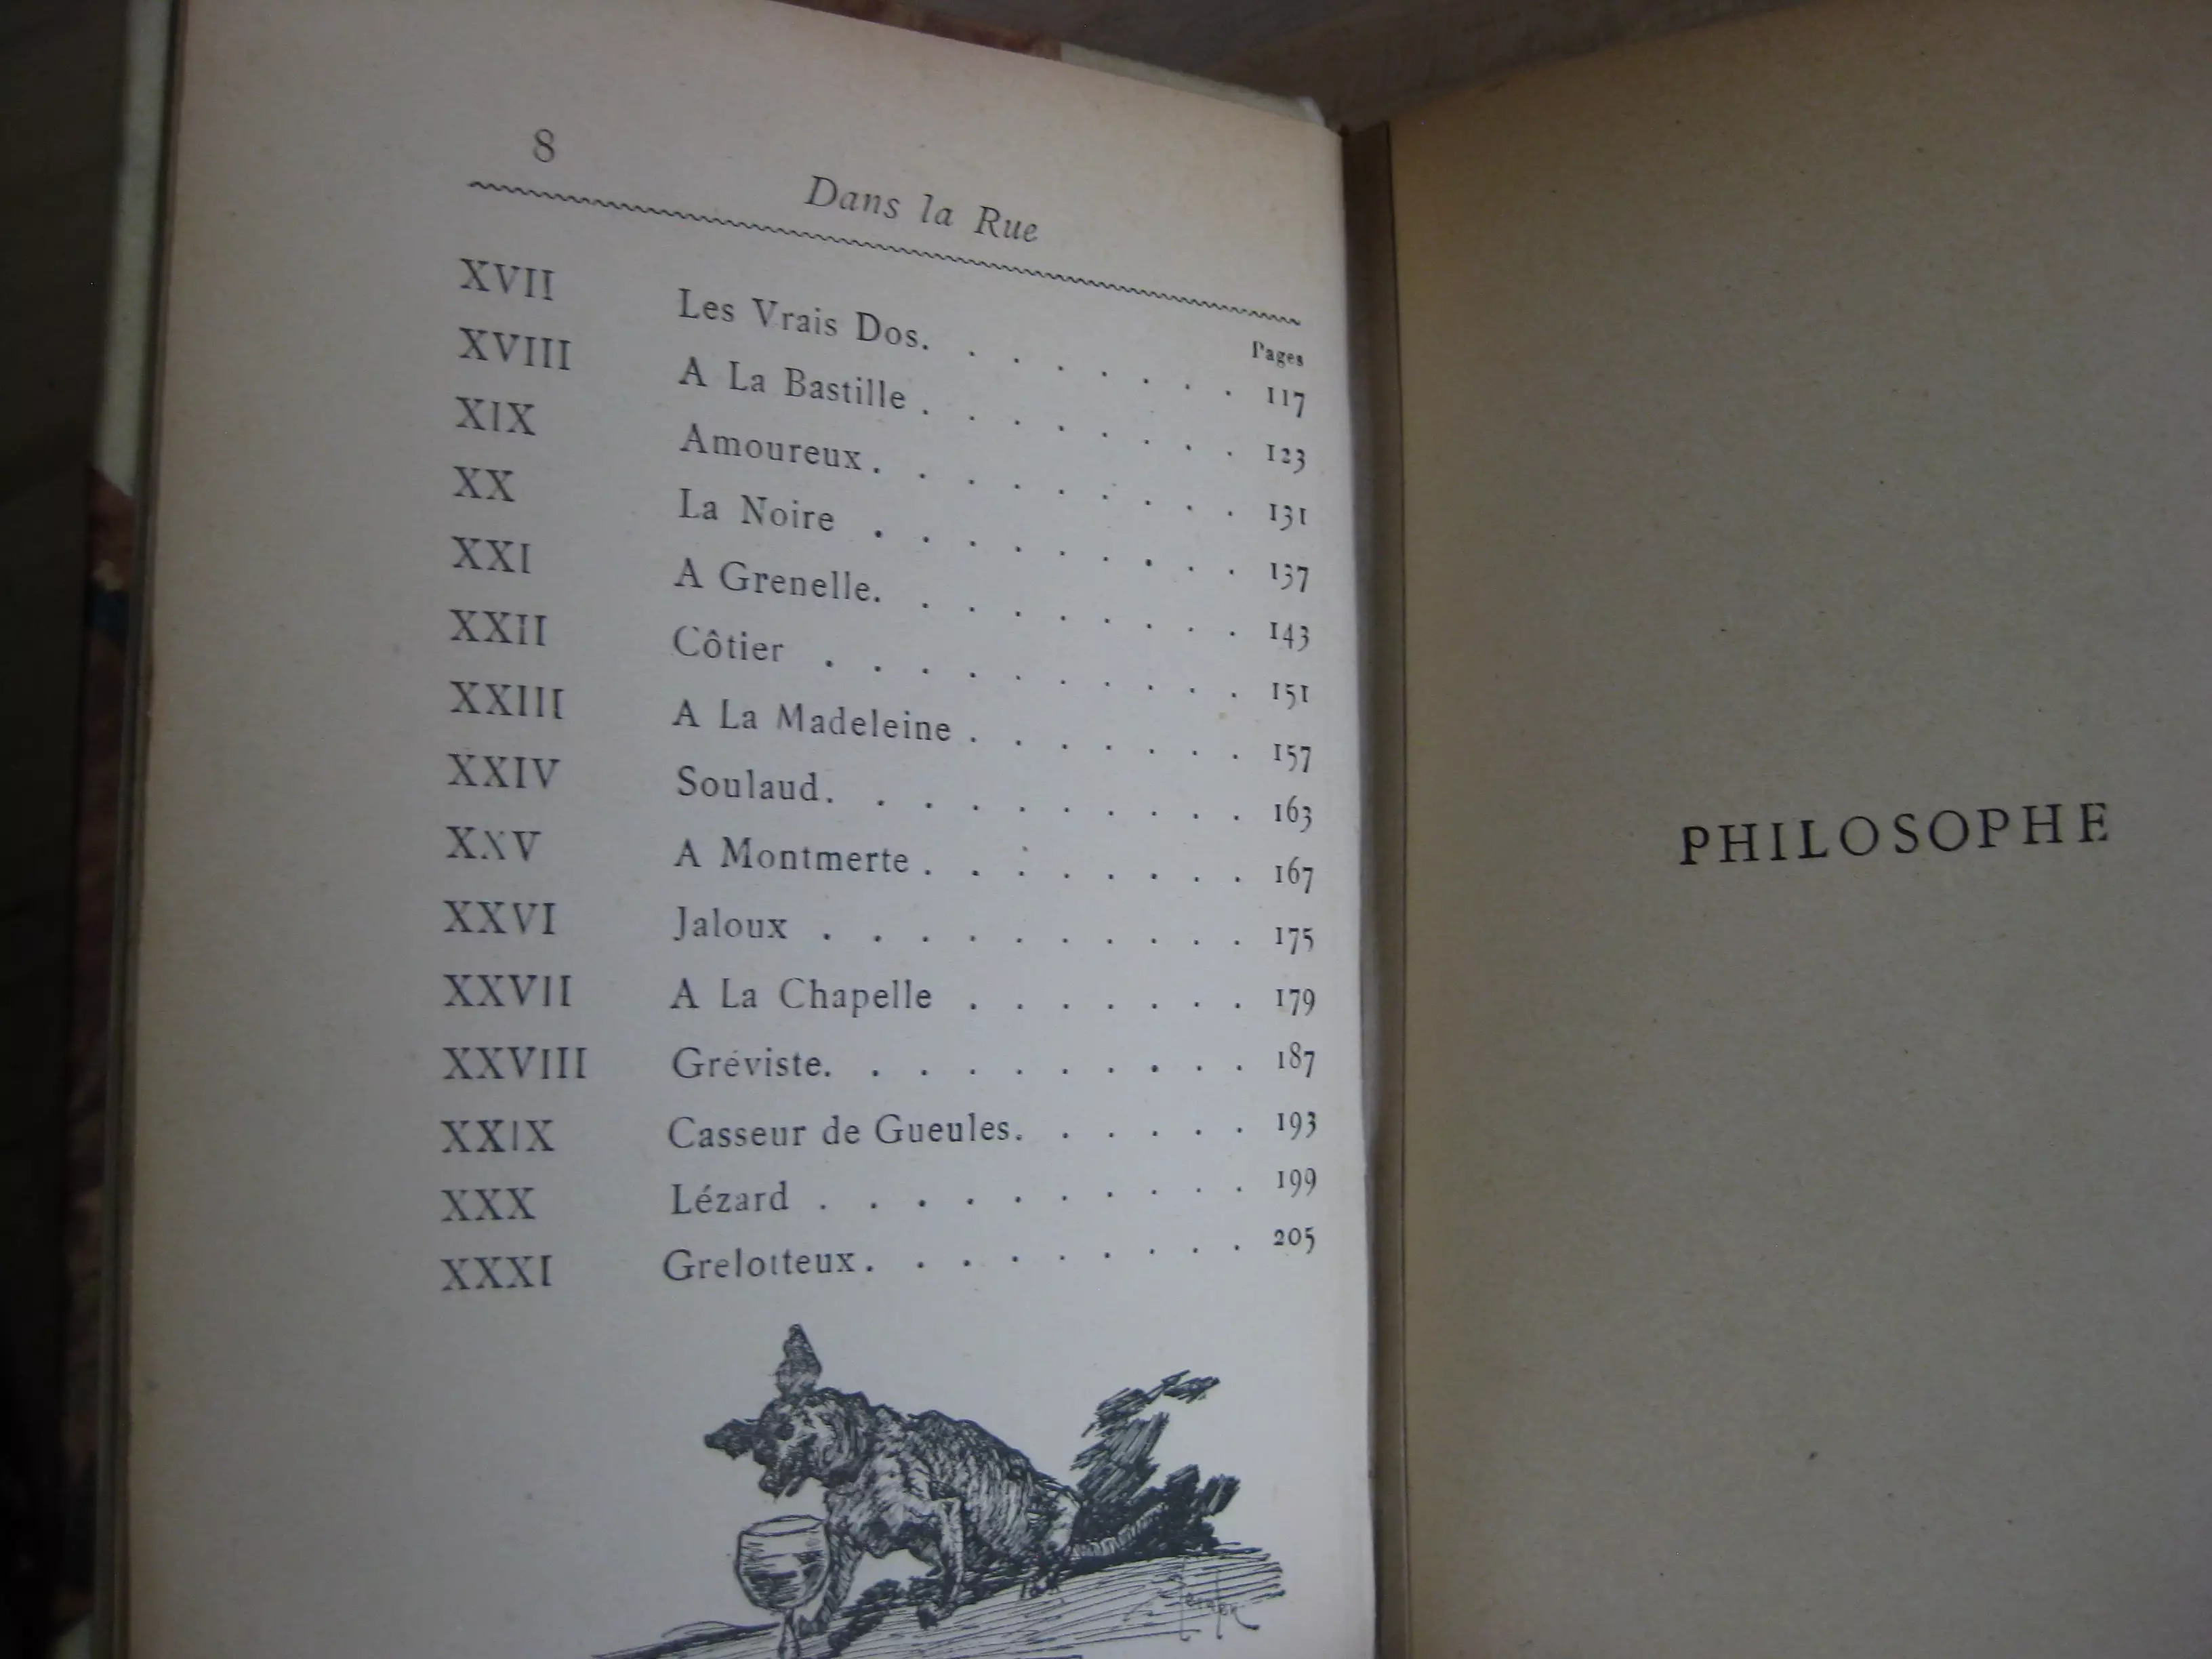 8
Dans la Rue
Pages
XVII Les Vrais Dos. . . . . . . . 117
XVIII A La Bastille . . . . . . . . 123
XIX Amoureux. . . . . . . . . 131
XX La Noire . . . . . . . . . 137
XXI A Grenelle. . . . . . . . . 143
XXII Côtier . . . . . . . . . . 151
XXIII A La Madeleine . . . . . . . 157
XXIV Soulaud. . . . . . . . . . 163
XXV A Montmerte . . . . . . . . 167
XXVI Jaloux . . . . . . . . . . 175
XXVII A La Chapelle . . . . . . . 179
XXVIII Gréviste. . . . . . . . . . 187
XXIX Casseur de Gueules. . . . . . 193
XXX Lézard . . . . . . . . . . 199
XXXI Grelotteux. . . . . . . . . 205
PHILOSOPHE